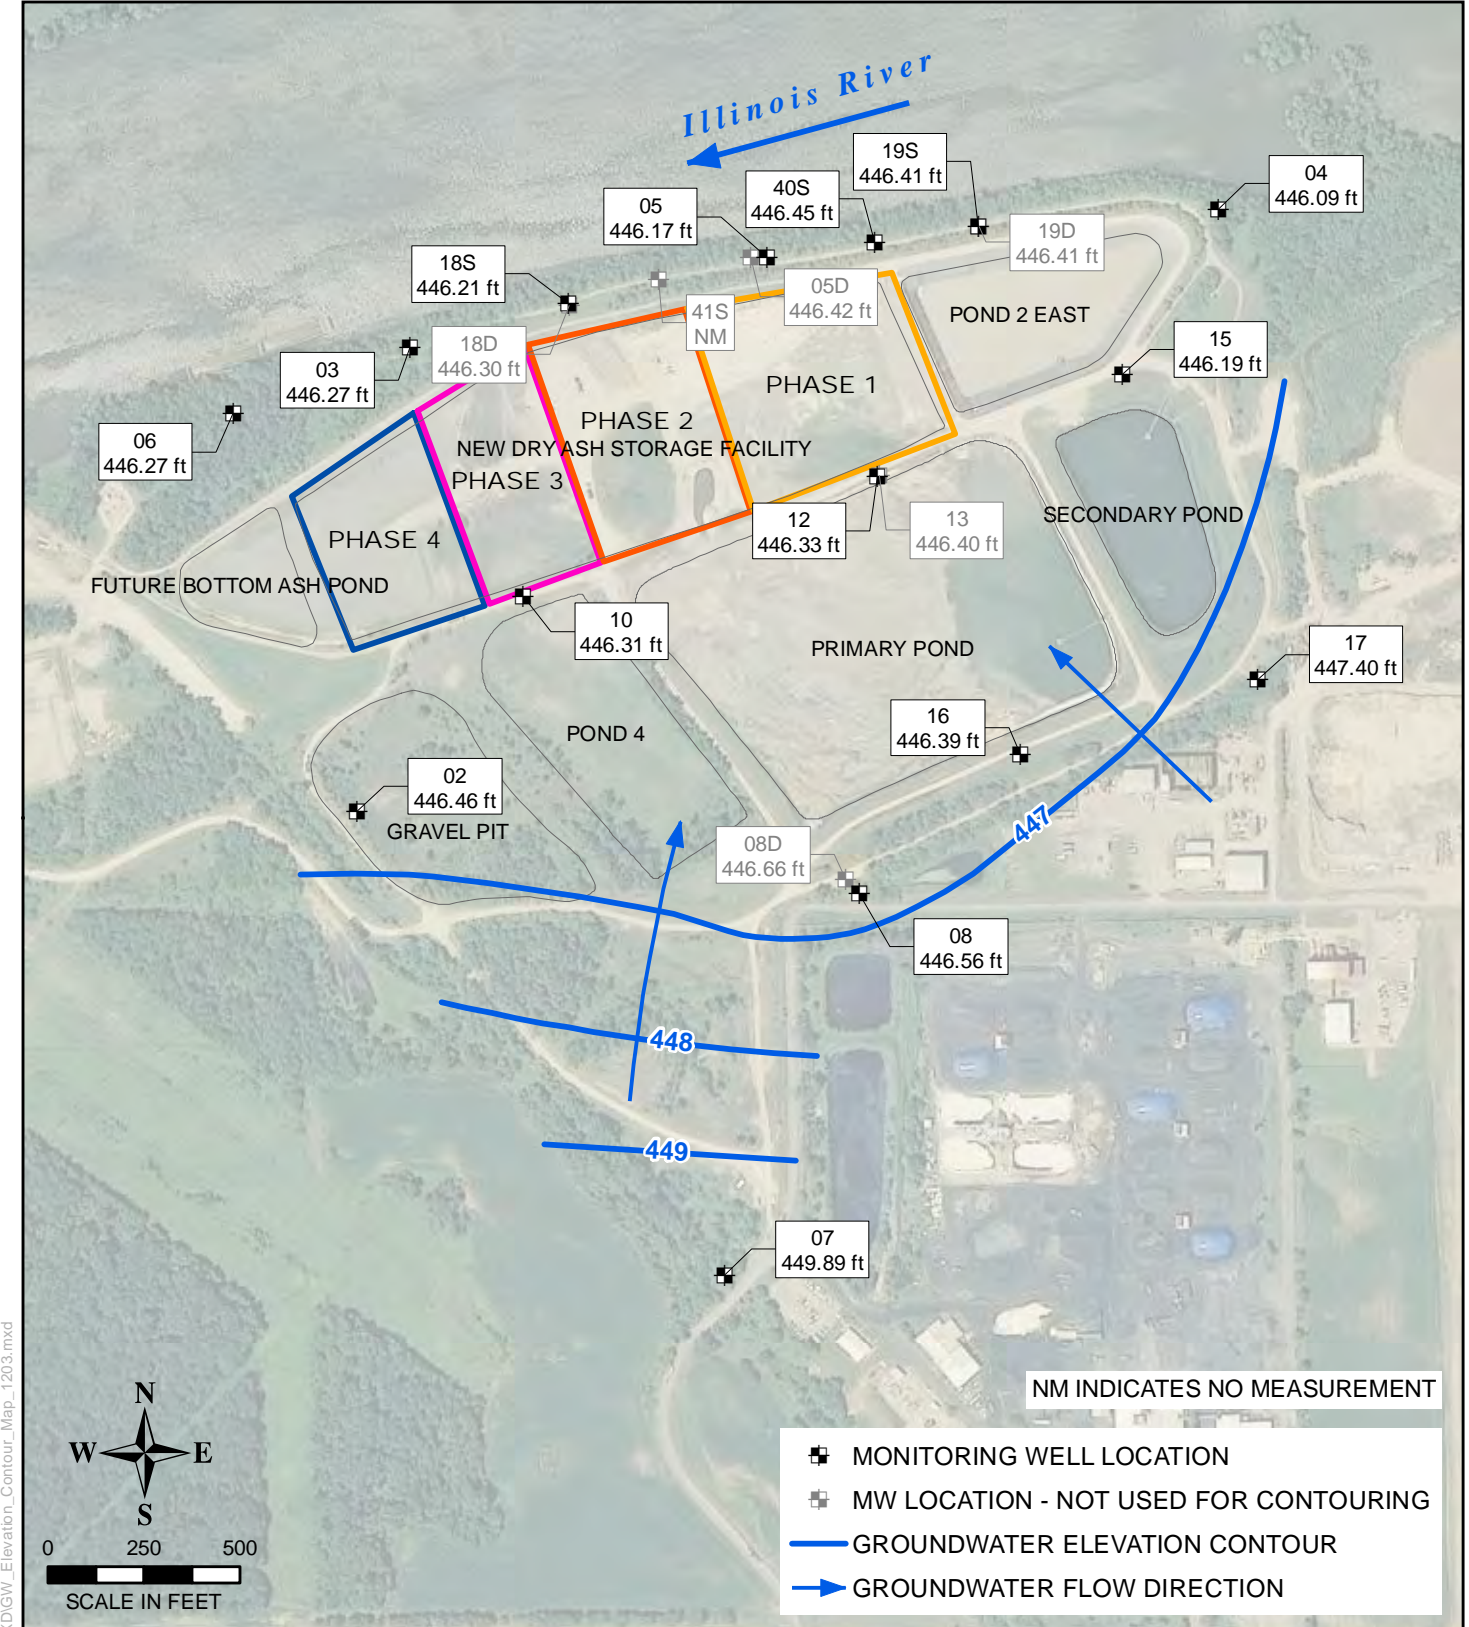 Illinois River
19S
446.41 ft
04
446.09 ft
40S
446.45 ft
05
446.17 ft
19D
446.41 ft
18S
446.21 ft
05D
446.42 ft
41S
NM
POND 2 EAST
18D
446.30 ft
15
446.19 ft
03
446.27 ft
PHASE 1
PHASE 2
06
446.27 ft
NEW DRY ASH STORAGE FACILITY
PHASE 3
12
446.33 ft
13
446.40 ft
SECONDARY POND
PHASE 4
FUTURE BOTTOM ASH POND
10
446.31 ft
PRIMARY POND
17
447.40 ft
16
446.39 ft
POND 4
02
446.46 ft
GRAVEL PIT
447
08D
446.66 ft
08
446.56 ft
448
449
07
449.89 ft
NM INDICATES NO MEASUREMENT
N
W E
S
0 250 500
SCALE IN FEET
MONITORING WELL LOCATION
MW LOCATION - NOT USED FOR CONTOURING
GROUNDWATER ELEVATION CONTOUR
GROUNDWATER FLOW DIRECTION
GW_Elevation_Contour_Map_1203.mxd